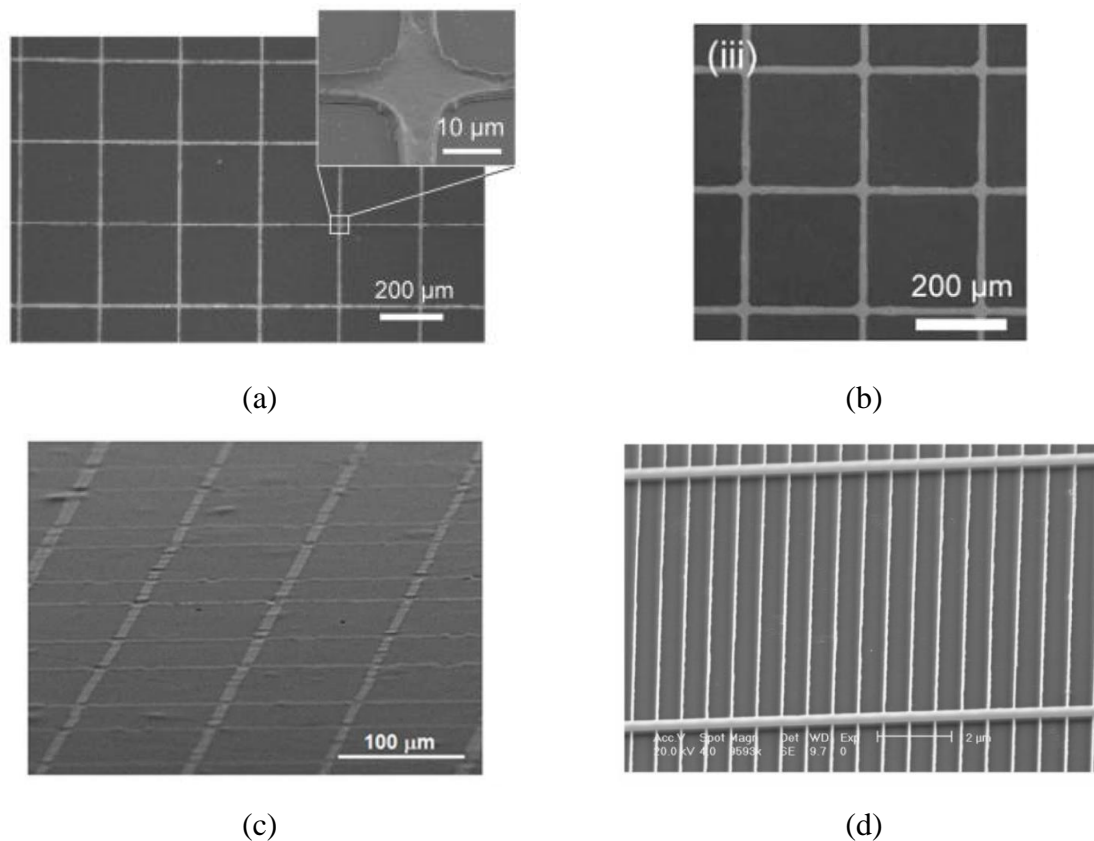 10 μm
200 μm
(iii)
200 μm
(a)
(b)
100 μm
Acc.V Spot Magn Det WD Exp 2 μm
20.0 kV 4.0 9593x SE 9.7 0
(c)
(d)